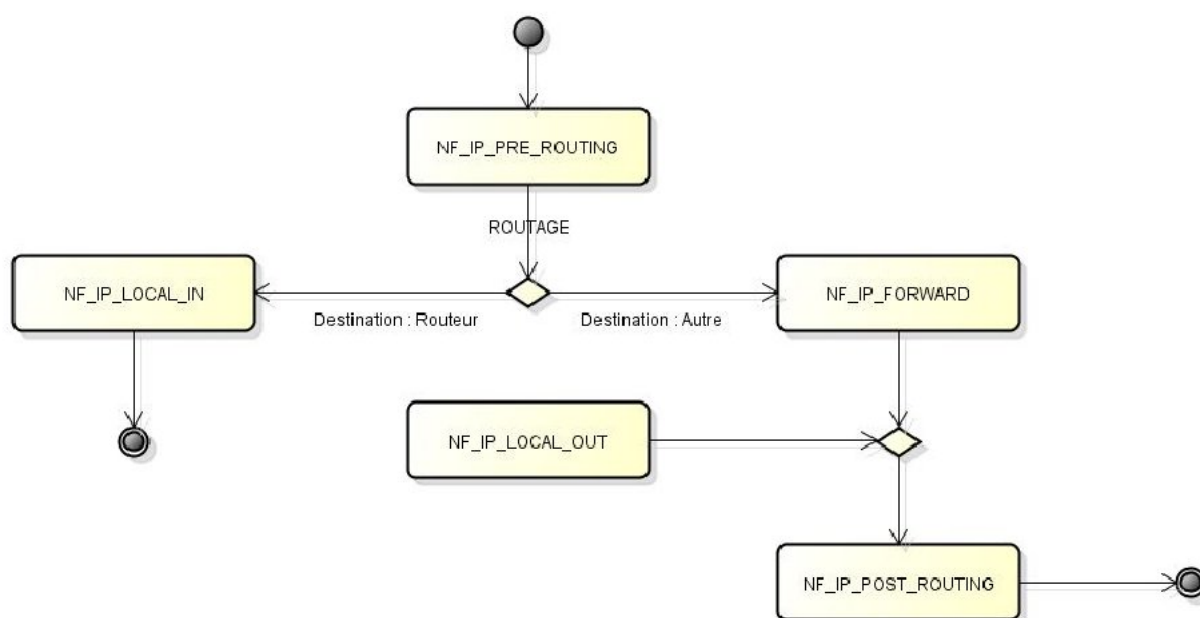 NF_IP_PRE_ROUTING
ROUTAGE
NF_IP_LOCAL_IN
NF_IP_FORWARD
Destination : Routeur
Destination : Autre
NF_IP_LOCAL_OUT
NF_IP_POST_ROUTING